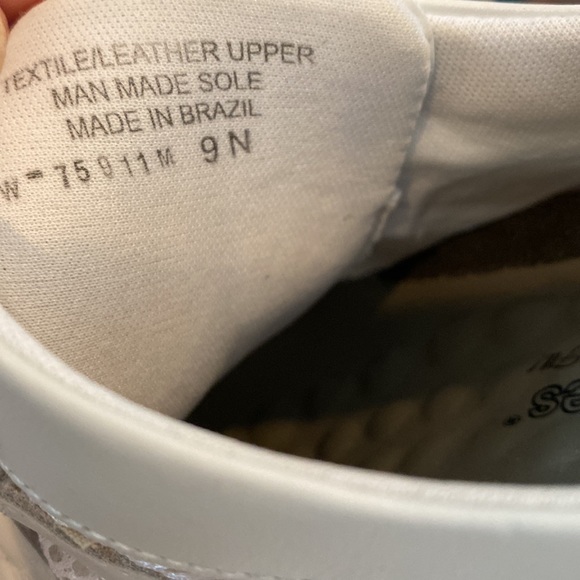 TEXTILE/LEATHER UPPER
MAN MADE SOLE
MADE IN BRAZIL
W-75911M 9N